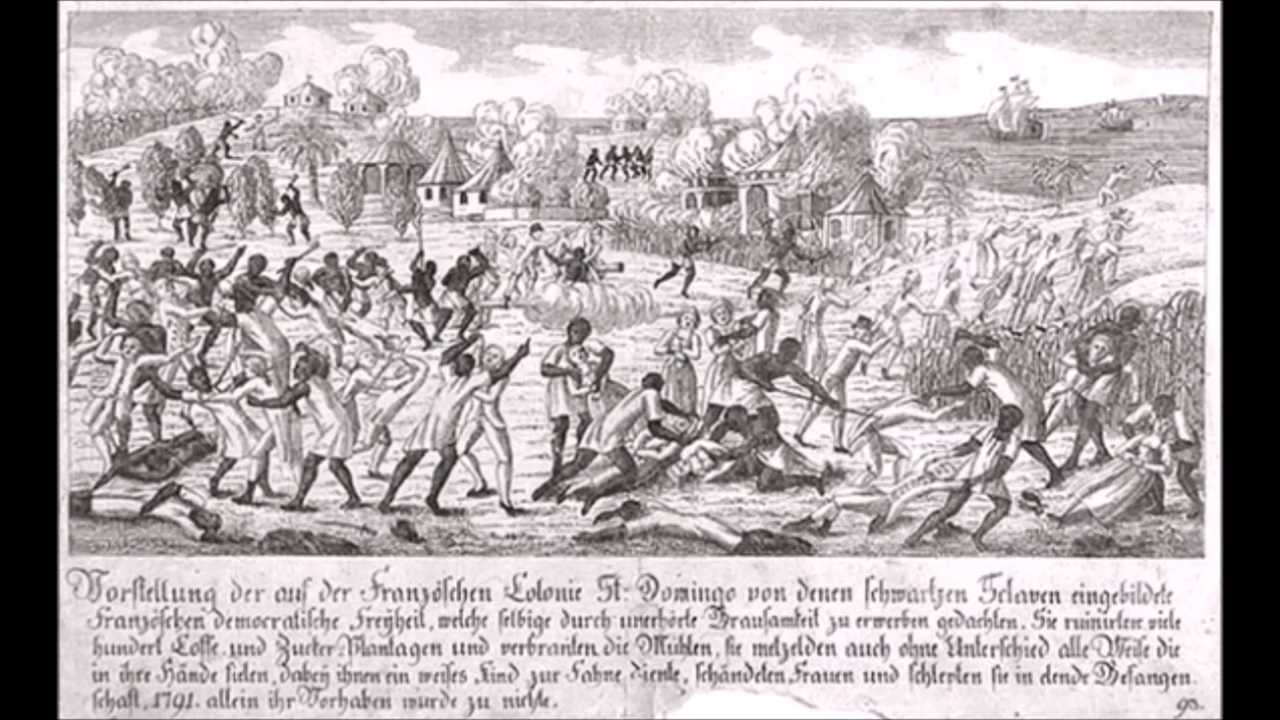 Vorstellung der auf der Französchen Colonie St: Domingo von denen schwartzen Sclaven eingebildete
Französchen democratische Freyheit, welche selbige durch unerhörte Grausamkeit zu erwerben gedachten. Sie ruinirten viele
hundert Coffe und Zucker-Plantagen und verbranten die Mühlen, sie metzelden auch ohne Unterschied alle Weise die
in ihre Hände fielen, dabey ihnen ein weises Kind zur Fahne diente, schändeten Frauen und schlepten sie in elende Gefangen-
schaft, 1791. allein ihr Vorhaben wurde zu nichte.